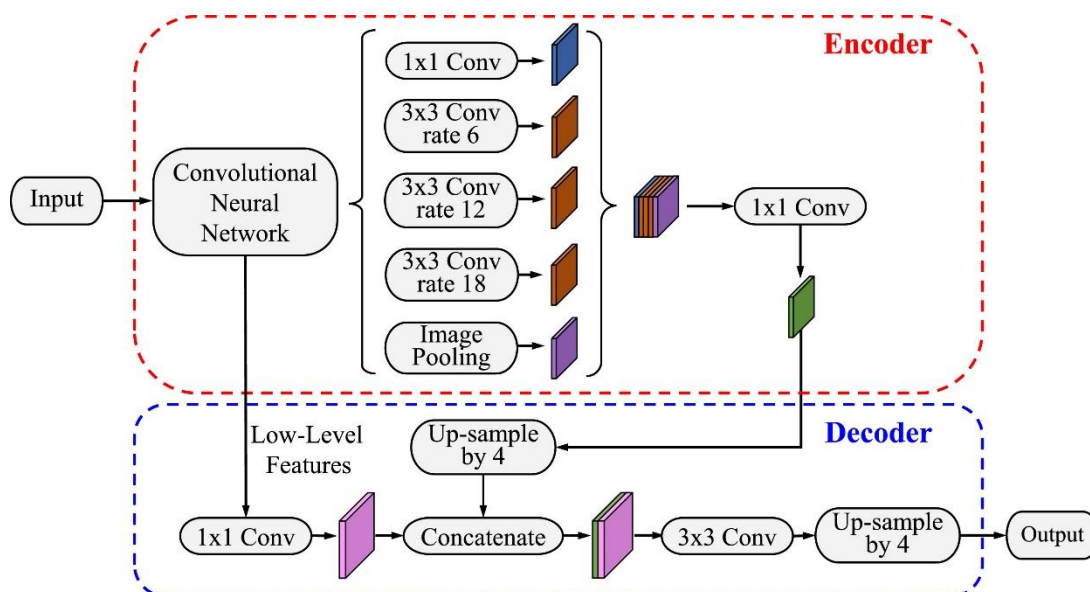 Encoder
1x1 Conv
3x3 Conv
rate 6
Input
Convolutional
Neural
Network
3x3 Conv
rate 12
1x1 Conv
3x3 Conv
rate 18
Image
Pooling
Decoder
Low-Level
Features
Up-sample
by 4
1x1 Conv
Concatenate
3x3 Conv
Up-sample
by 4
Output